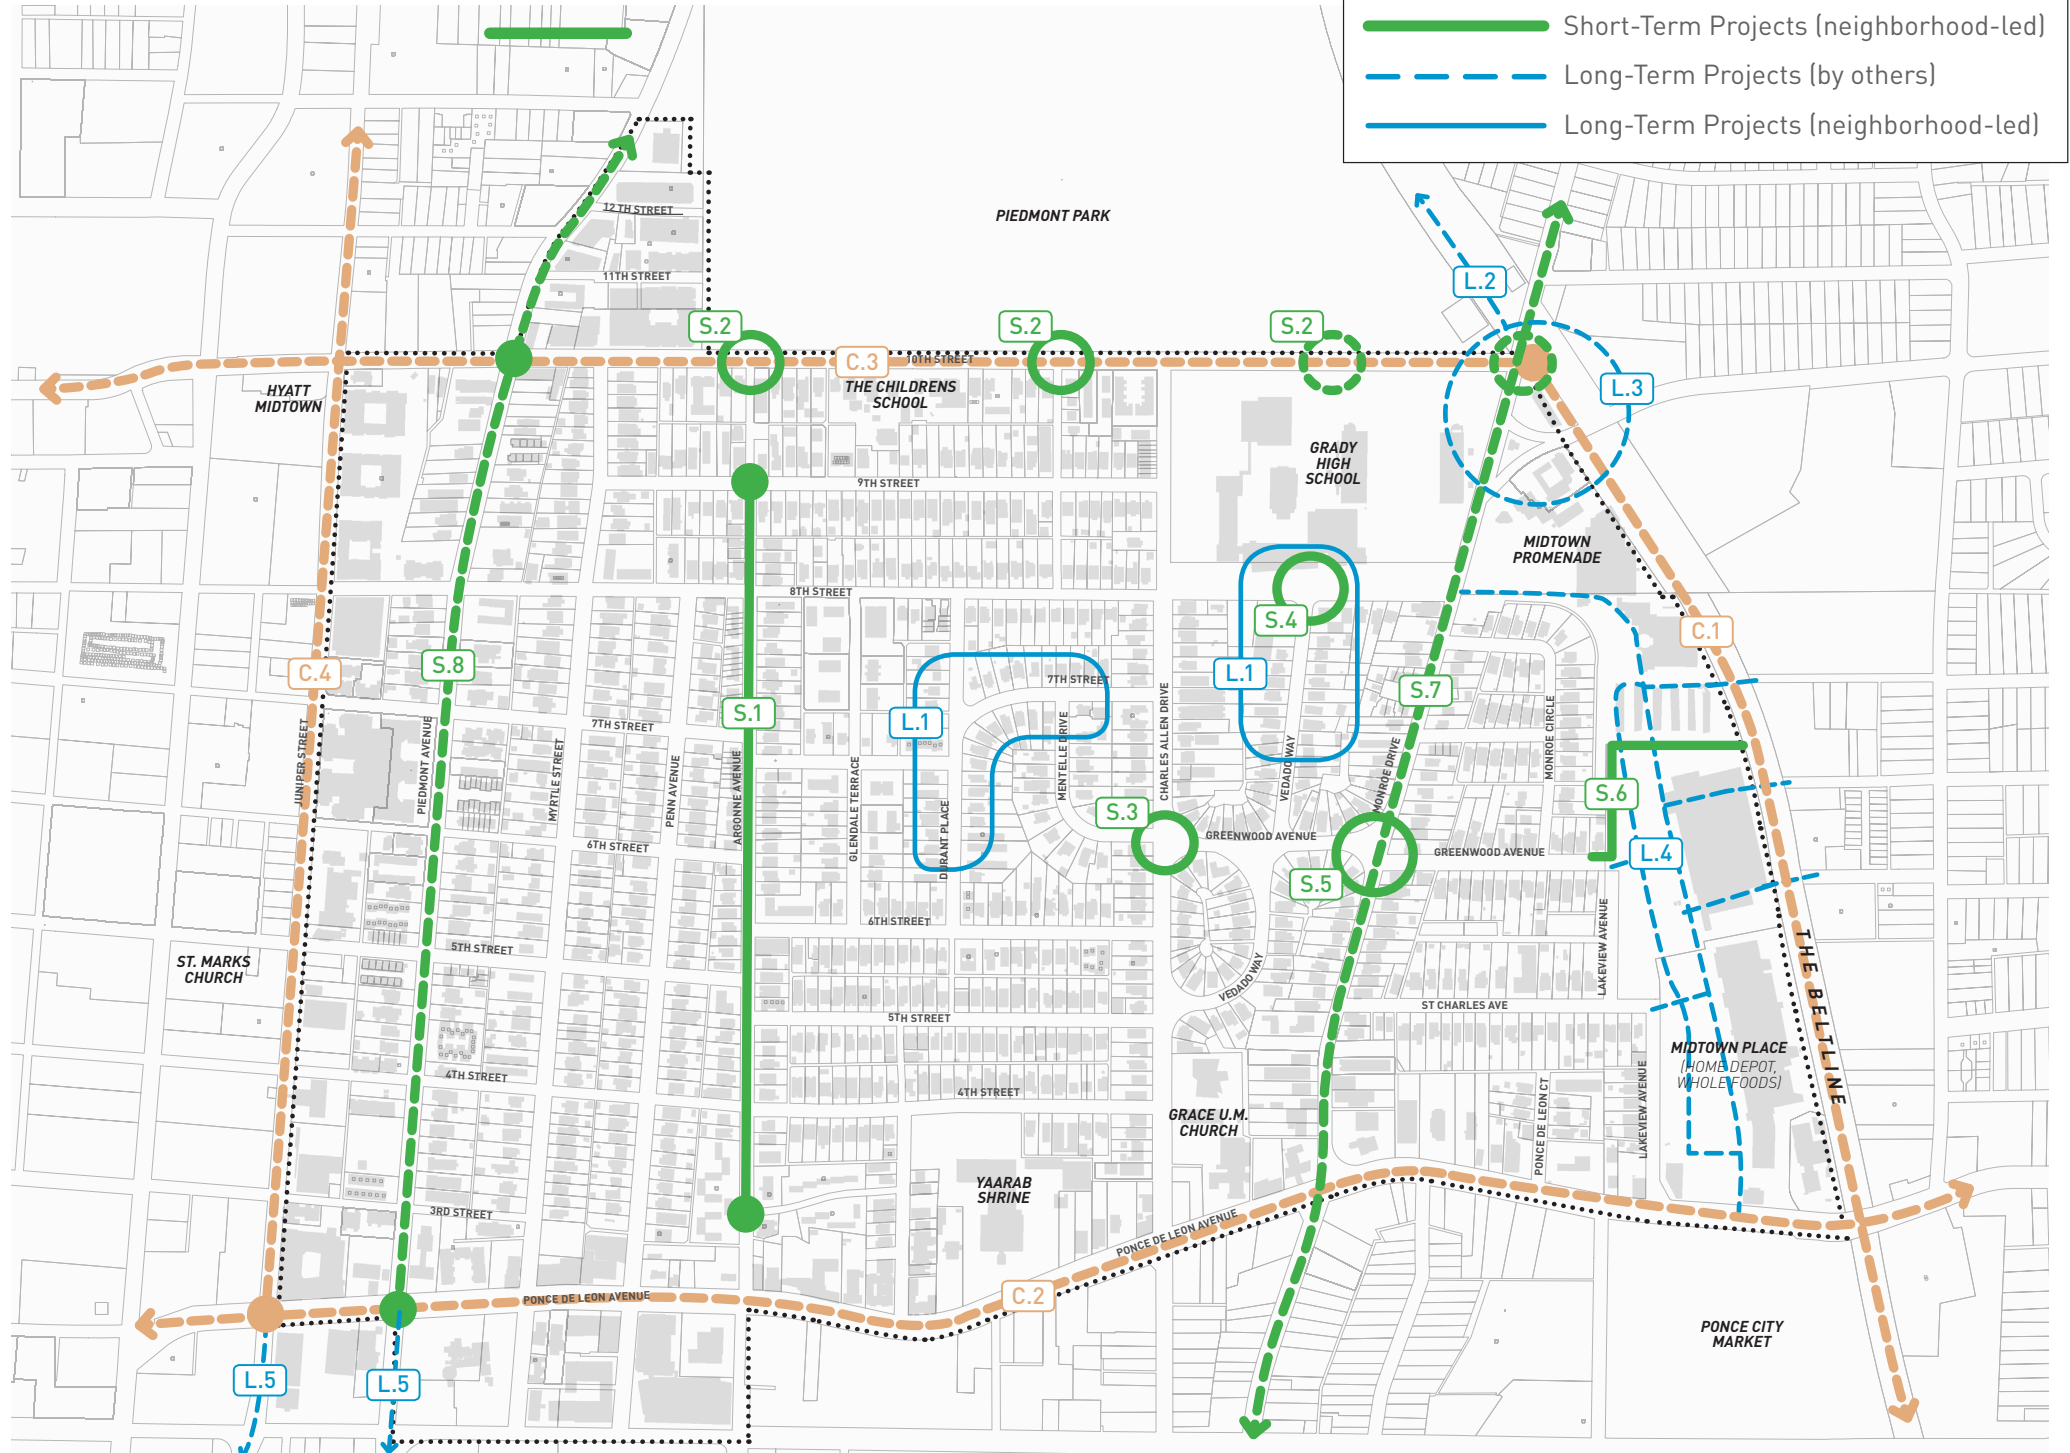 Short-Term Projects (neighborhood-led)
Long-Term Projects (by others)
Long-Term Projects (neighborhood-led)
12TH STREET
PIEDMONT PARK
11TH STREET
L.2
S.2
S.2
S.2
C.3
10TH STREET
HYATT
MIDTOWN
THE CHILDRENS
SCHOOL
L.3
GRADY
HIGH
SCHOOL
9TH STREET
MIDTOWN
PROMENADE
8TH STREET
S.4
C.1
C.4
S.8
L.1
7TH STREET
S.7
S.1
L.1
7TH STREET
JUNIPER STREET
PIEDMONT AVENUE
MYRTLE STREET
PENN AVENUE
ARGONNE AVENUE
GLENDALE TERRACE
DURANT PLACE
MENTELLE DRIVE
CHARLES ALLEN DRIVE
VEDADO WAY
MONROE DRIVE
MONROE CIRCLE
S.6
S.3
GREENWOOD AVENUE
GREENWOOD AVENUE
L.4
6TH STREET
S.5
6TH STREET
5TH STREET
ST. MARKS
CHURCH
VEDADO WAY
LAKEVIEW AVENUE
THE BELTLINE
ST CHARLES AVE
5TH STREET
MIDTOWN PLACE
(HOME DEPOT,
WHOLE FOODS)
4TH STREET
4TH STREET
GRACE U.M.
CHURCH
PONCE DE LEON CT
LAKEVIEW AVENUE
YAARAB
SHRINE
3RD STREET
PONCE DE LEON AVENUE
C.2
PONCE DE LEON AVENUE
PONCE CITY
MARKET
L.5
L.5